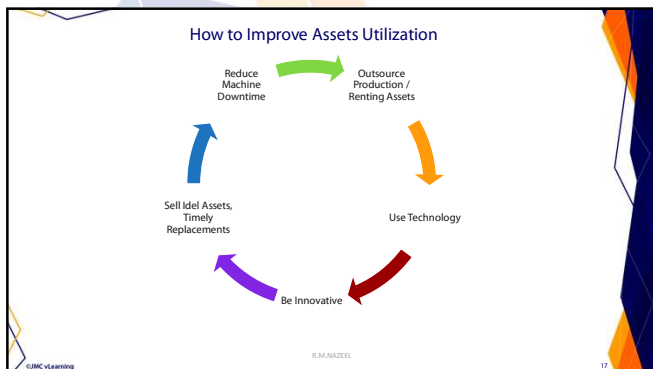 How to Improve Assets Utilization
Reduce
Machine
Downtime
Outsource
Production /
Renting Assets
Use Technology
Be Innovative
Sell Idel Assets,
Timely
Replacements
R.M.NAZEEL
©JMC vLearning
17